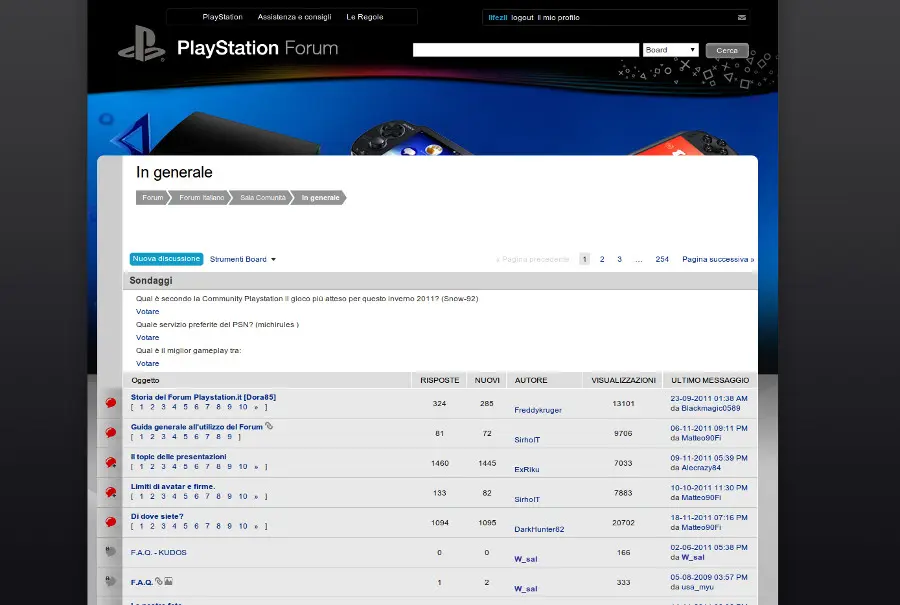 PlayStation Assistenza e consigli Le Regole
lifezii logout il mio profilo
PlayStation Forum
Board Cerca
In generale
Forum Forum Italiano Sala Comunità In generale
Nuova discussione Strumenti Board « Pagina precedente 1 2 3 … 254 Pagina successiva »
Sondaggi
Qual è secondo la Community Playstation il gioco più atteso per questo inverno 2011? (Snow-92)
Votare
Quale servizio preferite del PSN? (michirules )
Votare
Qual è il miglior gameplay tra:
Votare
Oggetto RISPOSTE NUOVI AUTORE VISUALIZZAZIONI ULTIMO MESSAGGIO
Storia del Forum Playstation.it [Dora85]
[ 1 2 3 4 5 6 7 8 9 10 » ]
324 285 Freddykruger 13101
23-09-2011 01:38 AM
da Blackmagic0589
Guida generale all'utilizzo del Forum
[ 1 2 3 4 5 6 7 8 9 ]
81 72 SirholT 9706
06-11-2011 09:11 PM
da Matteo90Fi
Il topic delle presentazioni
[ 1 2 3 4 5 6 7 8 9 10 » ]
1460 1445 ExRiku 7033
09-11-2011 05:39 PM
da Alecrazy84
Limiti di avatar e firme.
[ 1 2 3 4 5 6 7 8 9 10 » ]
133 82 SirholT 7883
10-10-2011 11:30 PM
da Matteo90Fi
Di dove siete?
[ 1 2 3 4 5 6 7 8 9 10 » ]
1094 1095 DarkHunter82 20702
18-11-2011 07:16 PM
da Matteo90Fi
F.A.Q. - KUDOS 0 0 W_sal 166
02-06-2011 05:38 PM
da W_sal
F.A.Q. 1 2 W_sal 333
05-08-2009 03:57 PM
da usa_myu